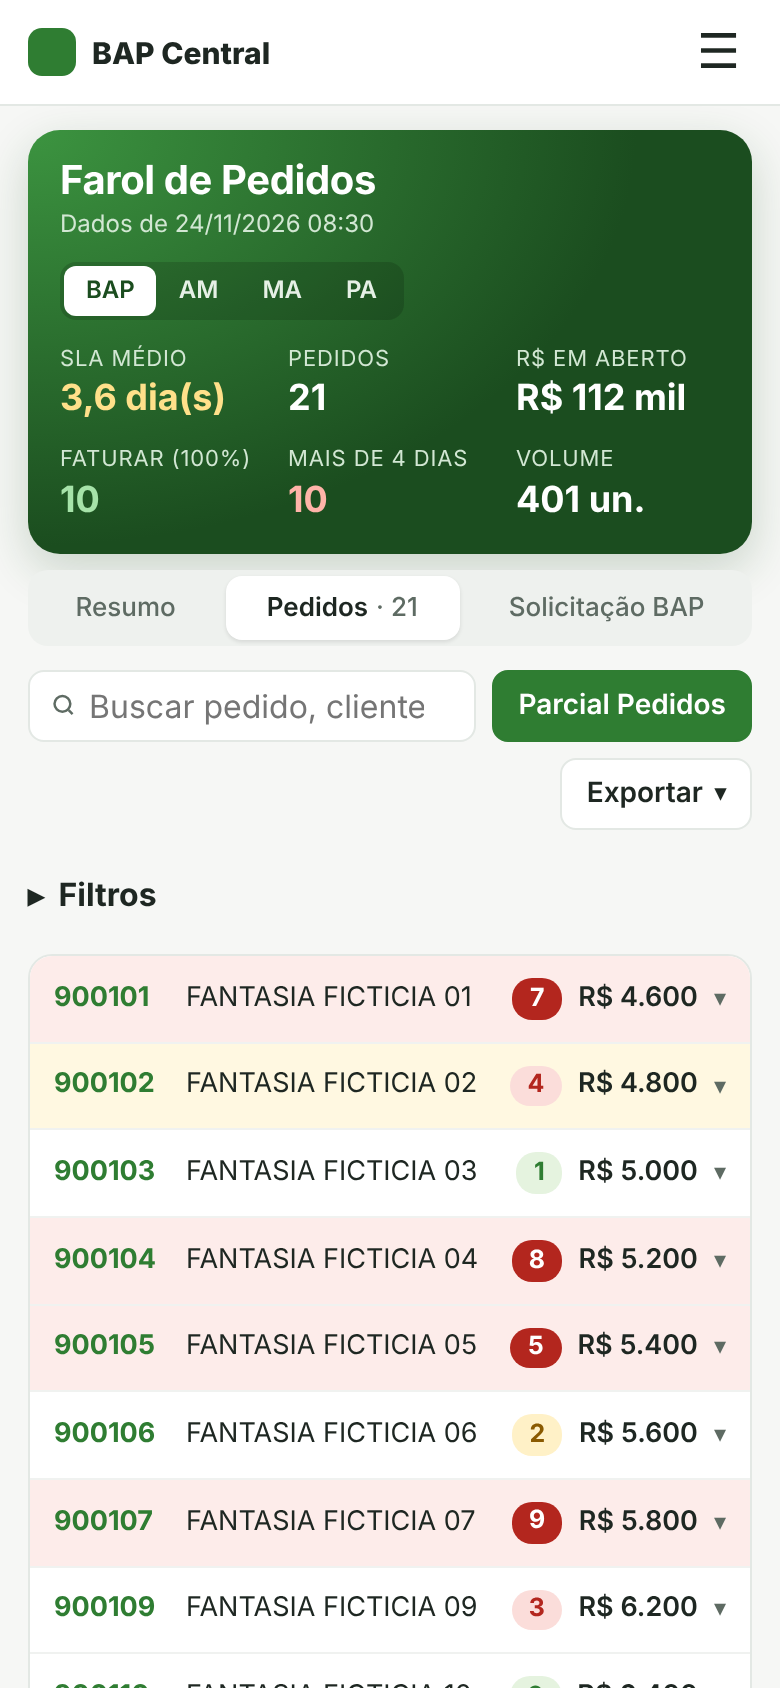 BAP Central
Farol de Pedidos
Dados de 24/11/2026 08:30
BAP AM MA PA
SLA MÉDIO PEDIDOS R$ EM ABERTO
3,6 dia(s) 21 R$ 112 mil
FATURAR (100%) MAIS DE 4 DIAS VOLUME
10 10 401 un.
Resumo Pedidos · 21 Solicitação BAP
Buscar pedido, cliente Parcial Pedidos
Exportar ▾
▸ Filtros
900101 FANTASIA FICTICIA 01 7 R$ 4.600 ▾
900102 FANTASIA FICTICIA 02 4 R$ 4.800 ▾
900103 FANTASIA FICTICIA 03 1 R$ 5.000 ▾
900104 FANTASIA FICTICIA 04 8 R$ 5.200 ▾
900105 FANTASIA FICTICIA 05 5 R$ 5.400 ▾
900106 FANTASIA FICTICIA 06 2 R$ 5.600 ▾
900107 FANTASIA FICTICIA 07 9 R$ 5.800 ▾
900109 FANTASIA FICTICIA 09 3 R$ 6.200 ▾